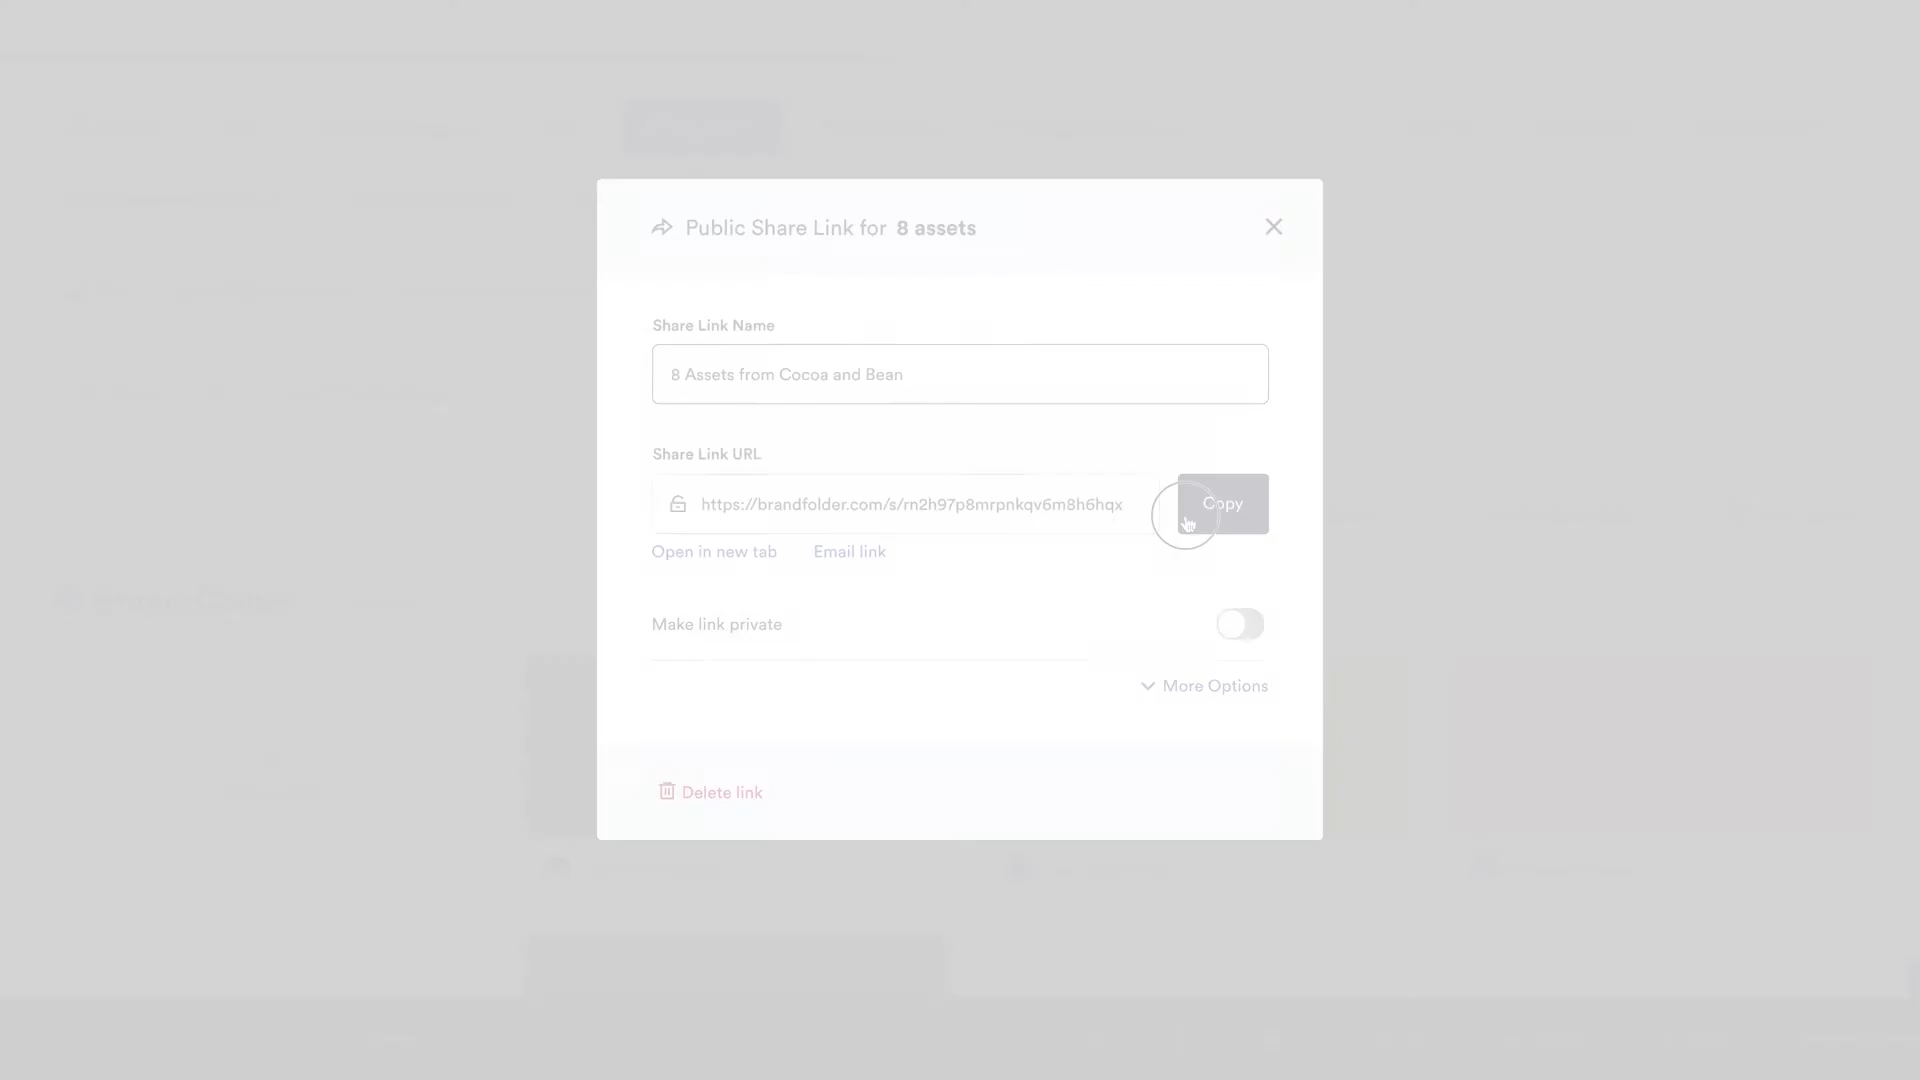 Public Share Link for 8 assets
Share Link Name
8 Assets from Cocoa and Bean
Share Link URL
https://brandfolder.com/s/rn2h97p8mrpnkqv6m8h6hqx
Copy
Open in new tab
Email link
Make link private
More Options
Delete link